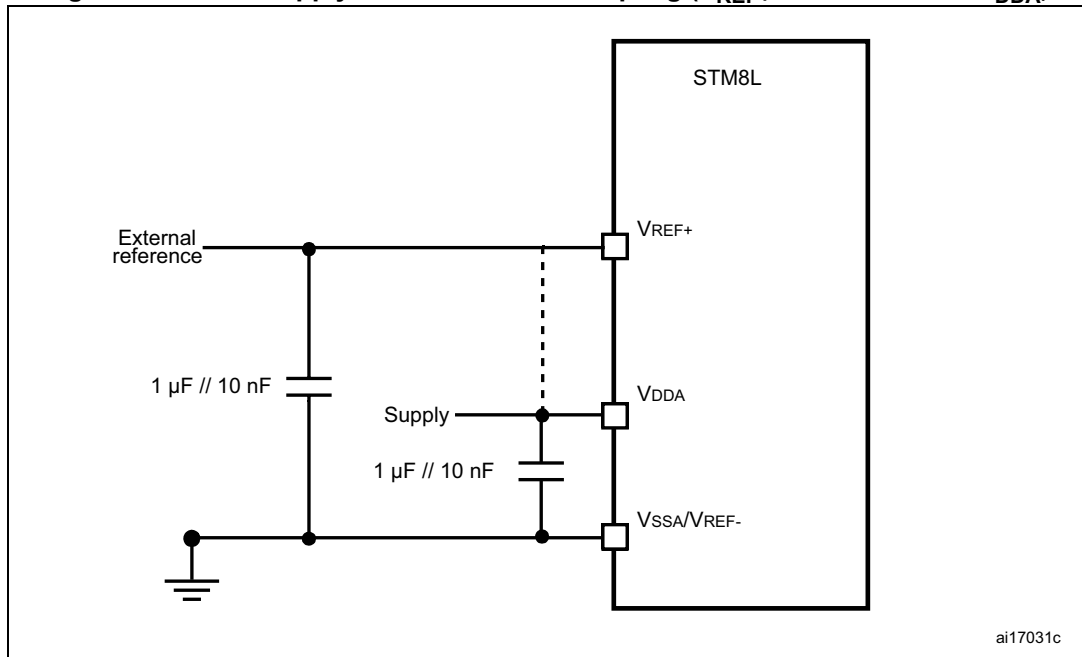 STM8L
VREF+
External
reference
1 µF // 10 nF
VDDA
Supply
1 µF // 10 nF
VSSA/VREF-
ai17031c